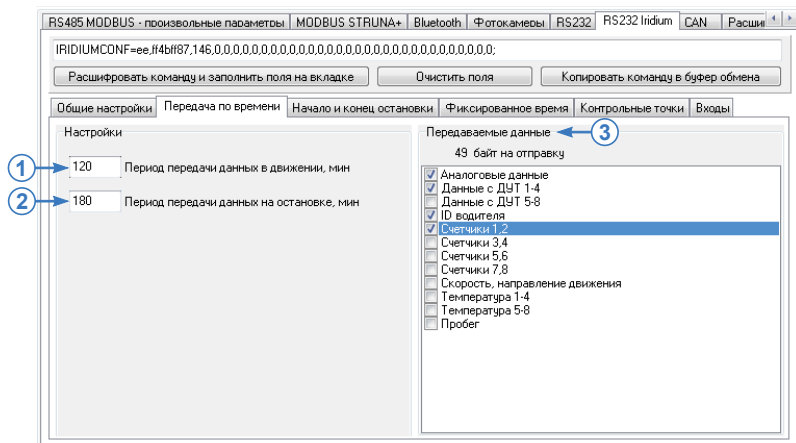 RS485 MODBUS - произвольные параметры MODBUS STRUNA+ Bluetooth Фотокамеры RS232 RS232 Iridium CAN Расши
IRIDIUMCONF=ee,ff4bff87,146,0,0,0,0,0,0,0,0,0,0,0,0,0,0,0,0,0,0,0,0,0,0,0,0,0,0,0,0,0,0;
Расшифровать команду и заполнить поля на вкладке Очистить поля Копировать команду в буфер обмена
Общие настройки Передача по времени Начало и конец остановки Фиксированное время Контрольные точки Входы
Настройки
1 120 Период передачи данных в движении, мин
2 180 Период передачи данных на остановке, мин
Передаваемые данные 3
49 байт на отправку
Аналоговые данные
Данные с ДУТ 1-4
Данные с ДУТ 5-8
ID водителя
Счетчики 1,2
Счетчики 3,4
Счетчики 5,6
Счетчики 7,8
Скорость, направление движения
Температура 1-4
Температура 5-8
Пробег